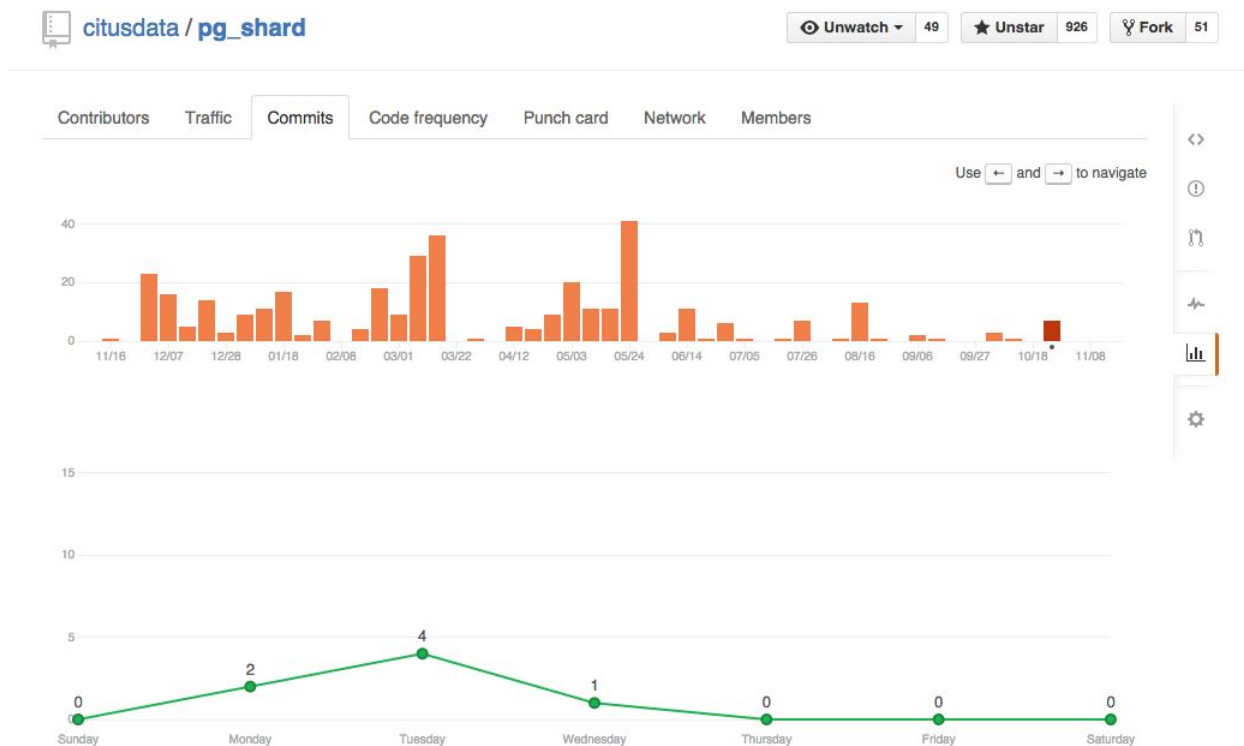 citusdata / pg_shard
Unwatch 49 Unstar 926 Fork 51
Contributors Traffic Commits Code frequency Punch card Network Members
Use ← and → to navigate
40
20
0
11/16 12/07 12/28 01/18 02/08 03/01 03/22 04/12 05/03 05/24 06/14 07/05 07/26 08/16 09/06 09/27 10/18 11/08
15
10
5
4
2
1
0 0 0 0
0
Sunday Monday Tuesday Wednesday Thursday Friday Saturday